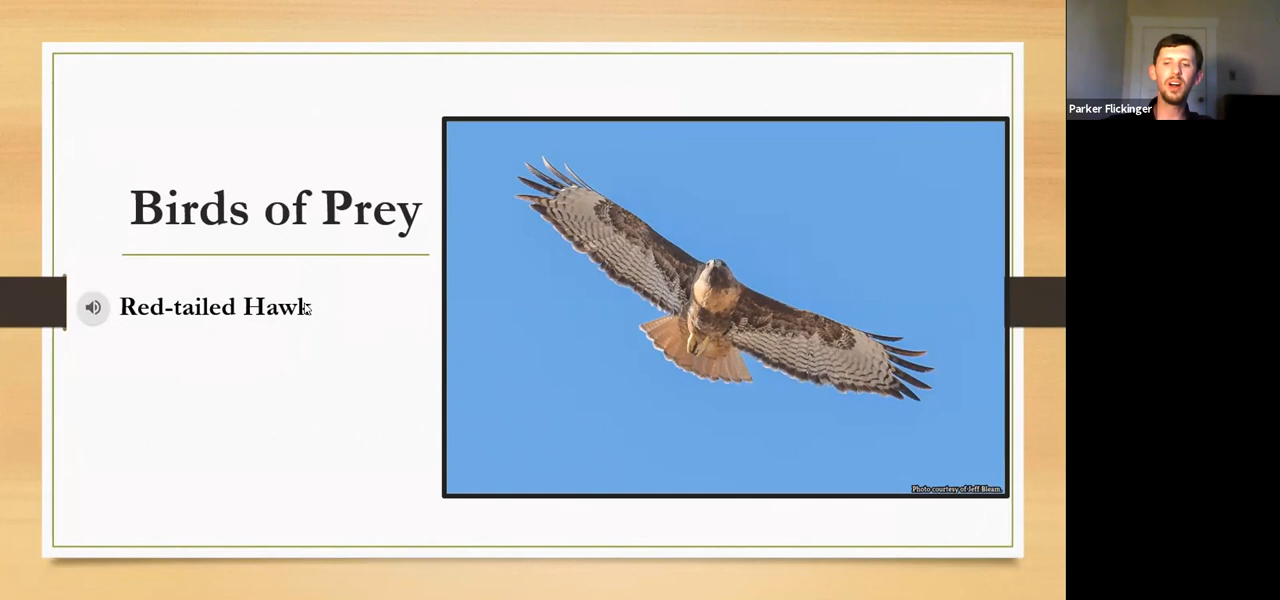 Birds of Prey
Red-tailed Hawk
Photo courtesy of Jeff Bleam.
Parker Flickinger